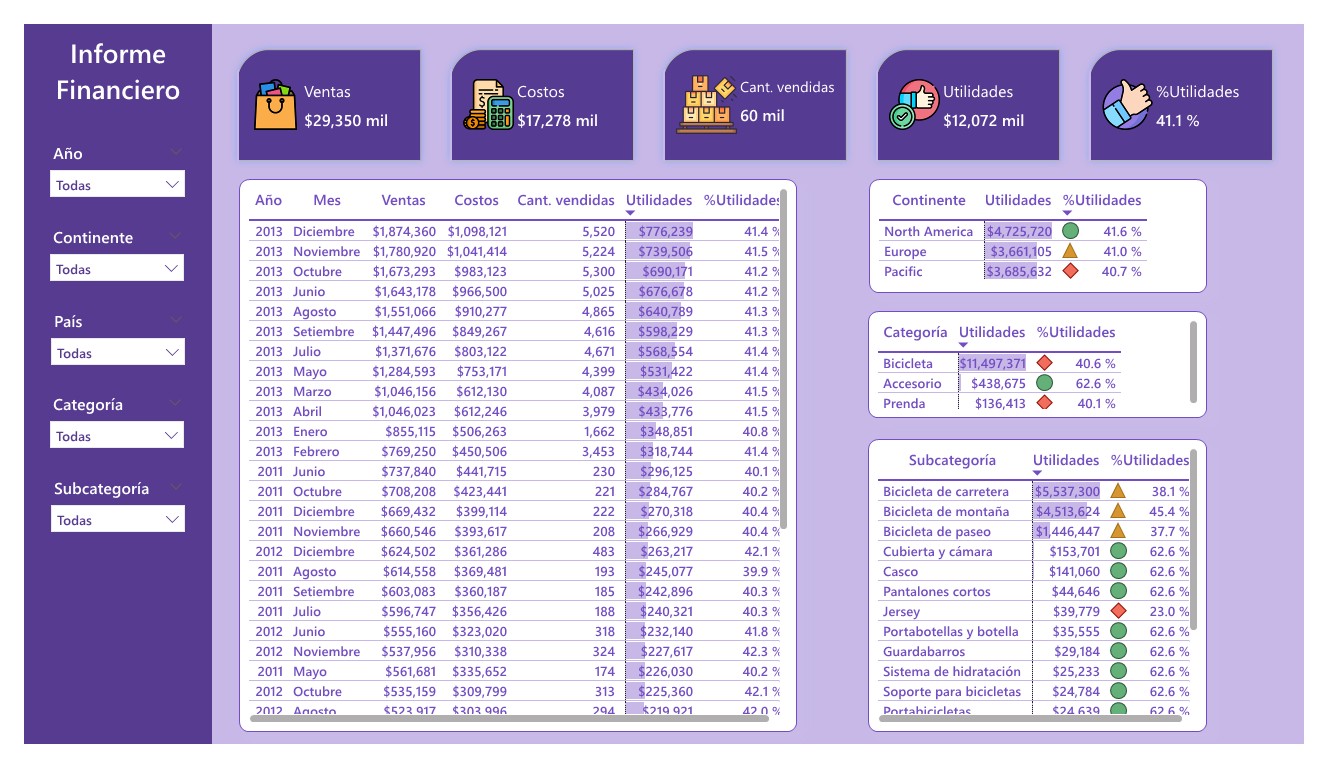 Informe
Financiero
Año
Todas
Continente
Todas
País
Todas
Categoría
Todas
Subcategoría
Todas
Ventas
$29,350 mil
Costos
$17,278 mil
Cant. vendidas
60 mil
Utilidades
$12,072 mil
%Utilidades
41.1 %
Año Mes Ventas Costos Cant. vendidas Utilidades %Utilidades
2013 Diciembre $1,874,360 $1,098,121 5,520 $776,239 41.4 %
2013 Noviembre $1,780,920 $1,041,414 5,224 $739,506 41.5 %
2013 Octubre $1,673,293 $983,123 5,300 $690,171 41.2 %
2013 Junio $1,643,178 $966,500 5,025 $676,678 41.2 %
2013 Agosto $1,551,066 $910,277 4,865 $640,789 41.3 %
2013 Setiembre $1,447,496 $849,267 4,616 $598,229 41.3 %
2013 Julio $1,371,676 $803,122 4,671 $568,554 41.4 %
2013 Mayo $1,284,593 $753,171 4,399 $531,422 41.4 %
2013 Marzo $1,046,156 $612,130 4,087 $434,026 41.5 %
2013 Abril $1,046,023 $612,246 3,979 $433,776 41.5 %
2013 Enero $855,115 $506,263 1,662 $348,851 40.8 %
2013 Febrero $769,250 $450,506 3,453 $318,744 41.4 %
2011 Junio $737,840 $441,715 230 $296,125 40.1 %
2011 Octubre $708,208 $423,441 221 $284,767 40.2 %
2011 Diciembre $669,432 $399,114 222 $270,318 40.4 %
2011 Noviembre $660,546 $393,617 208 $266,929 40.4 %
2012 Diciembre $624,502 $361,286 483 $263,217 42.1 %
2011 Agosto $614,558 $369,481 193 $245,077 39.9 %
2011 Setiembre $603,083 $360,187 185 $242,896 40.3 %
2011 Julio $596,747 $356,426 188 $240,321 40.3 %
2012 Junio $555,160 $323,020 318 $232,140 41.8 %
2012 Noviembre $537,956 $310,338 324 $227,617 42.3 %
2011 Mayo $561,681 $335,652 174 $226,030 40.2 %
2012 Octubre $535,159 $309,799 313 $225,360 42.1 %
2012 Agosto $523,917 $303,996 294 $219,921 42.0 %
Continente Utilidades %Utilidades
North America $4,725,720 41.6 %
Europe $3,661,105 41.0 %
Pacific $3,685,632 40.7 %
Categoría Utilidades %Utilidades
Bicicleta $11,497,371 40.6 %
Accesorio $438,675 62.6 %
Prenda $136,413 40.1 %
Subcategoría Utilidades %Utilidades
Bicicleta de carretera $5,537,300 38.1 %
Bicicleta de montaña $4,513,624 45.4 %
Bicicleta de paseo $1,446,447 37.7 %
Cubierta y cámara $153,701 62.6 %
Casco $141,060 62.6 %
Pantalones cortos $44,646 62.6 %
Jersey $39,779 23.0 %
Portabotellas y botella $35,555 62.6 %
Guardabarros $29,184 62.6 %
Sistema de hidratación $25,233 62.6 %
Soporte para bicicletas $24,784 62.6 %
Portabicicletas $24,639 62.6 %